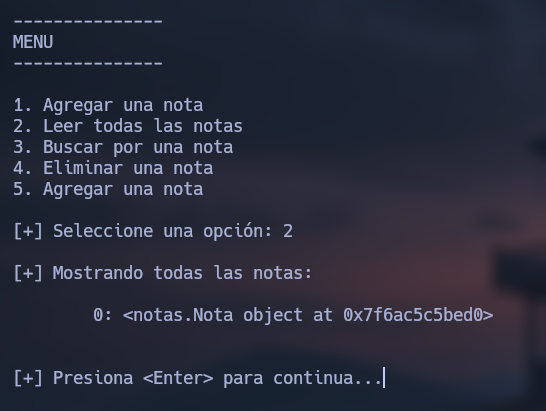 ---------------
MENU
---------------
1. Agregar una nota
2. Leer todas las notas
3. Buscar por una nota
4. Eliminar una nota
5. Agregar una nota
[+] Seleccione una opción: 2
[+] Mostrando todas las notas:
0: <notas.Nota object at 0x7f6ac5c5bed0>
[+] Presiona <Enter> para continua...